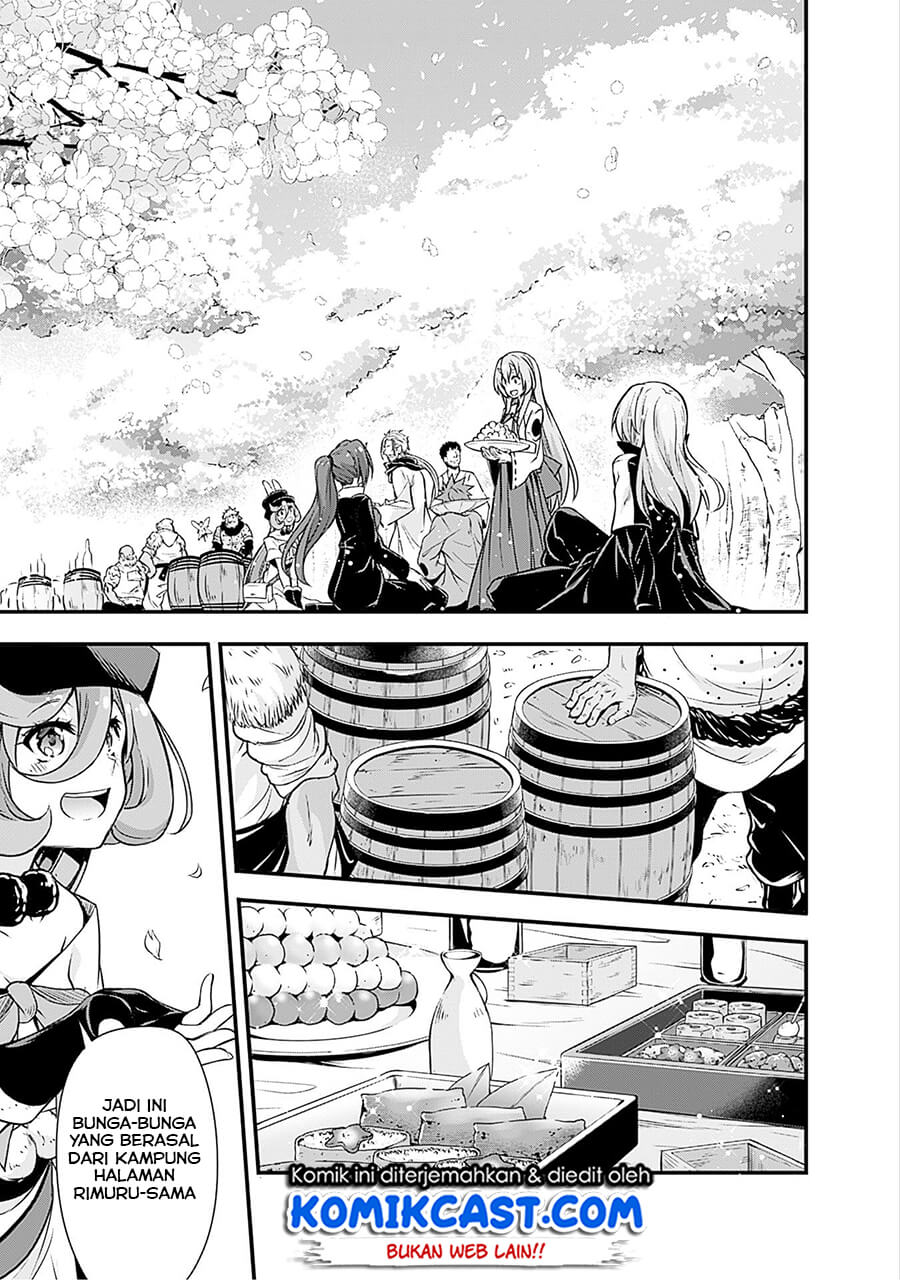 JADI INI
BUNGA-BUNGA
YANG BERASAL
DARI KAMPUNG
HALAMAN
RIMURU-SAMA
Komik ini diterjemahkan & diedit oleh
KOMIKCAST.COM
BUKAN WEB LAIN!!